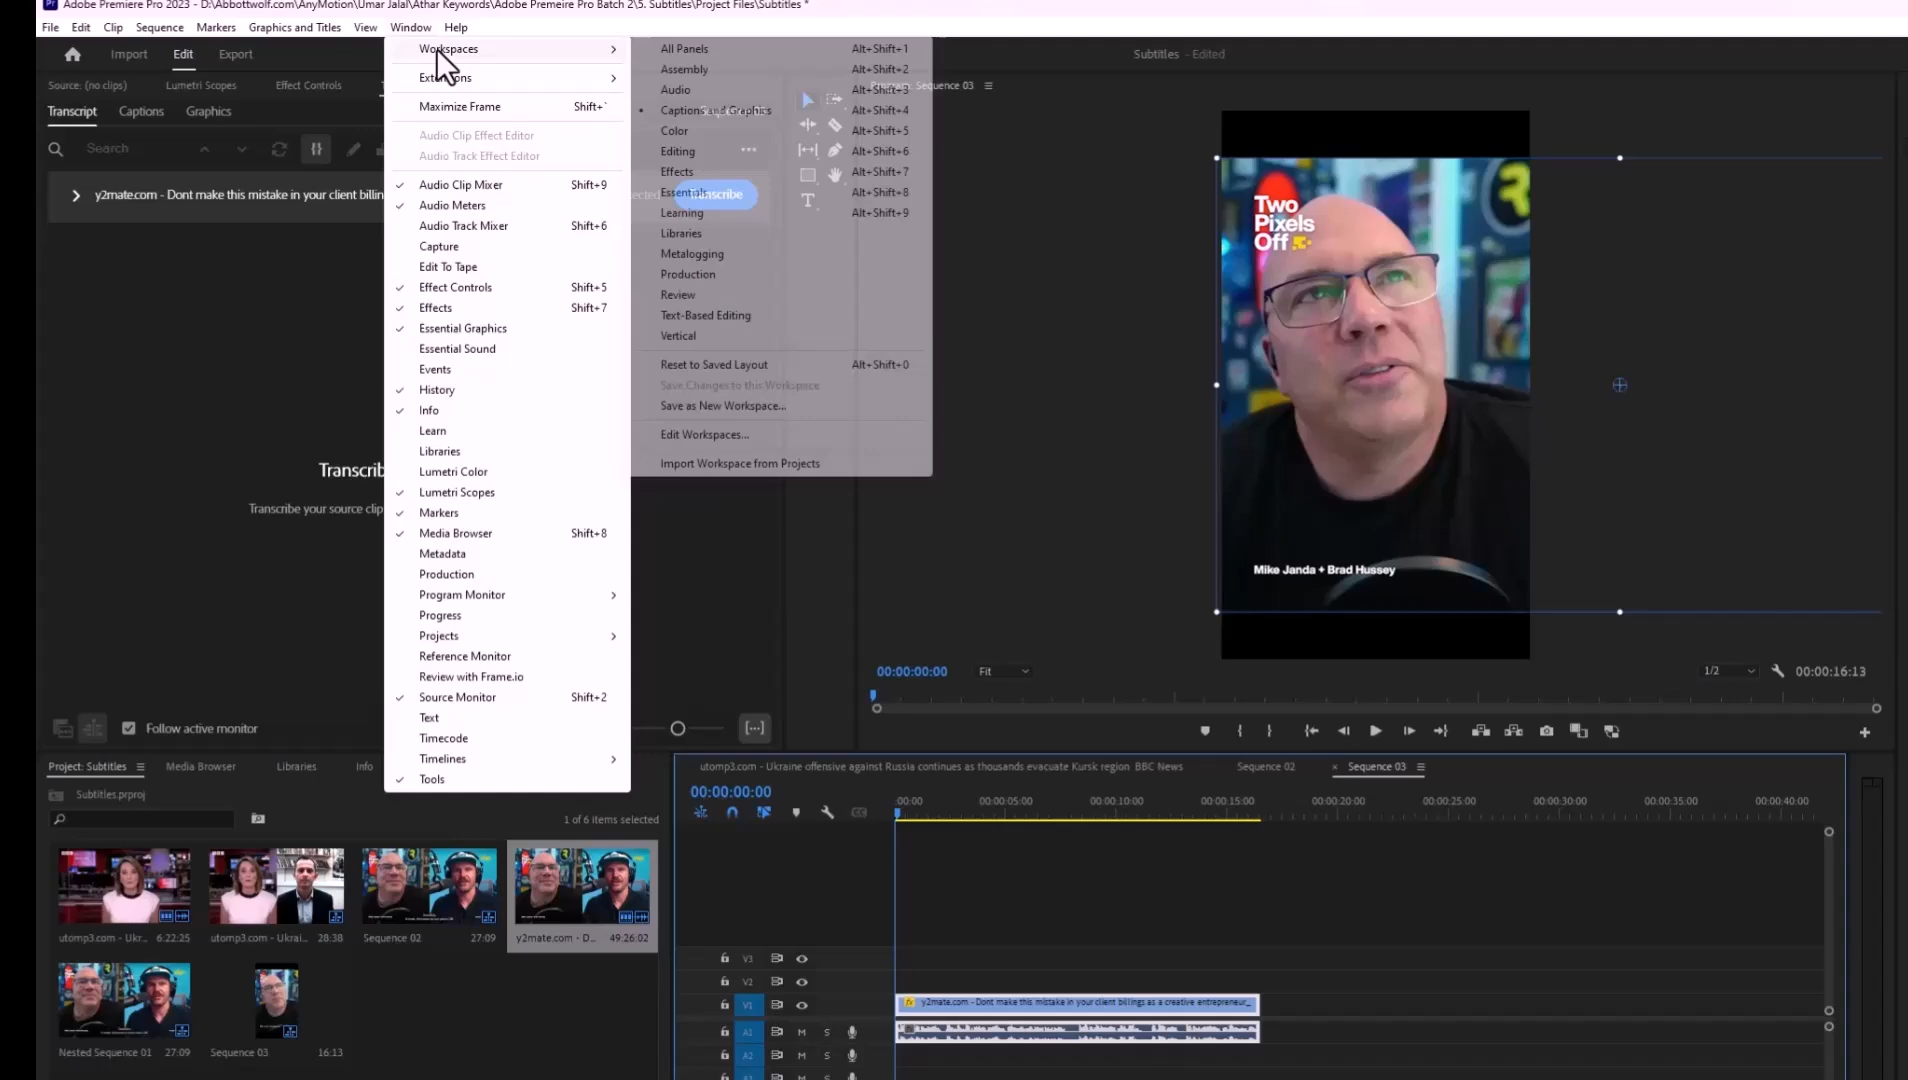 Adobe Premiere Pro 2023 - D:\Abbottwolf.com\AnyMotion\Umar Jalal\Athar Keywords\Adobe Premeire Pro Batch 2\5. Subtitles\Project Files\Subtitles *
File Edit Clip Sequence Markers Graphics and Titles View Window Help
Import Edit Export
Subtitles - Edited
Source: (no clips) Lumetri Scopes Effect Controls
Sequence 03
Transcript Captions Graphics
Search
y2mate.com - Dont make this mistake in your client billin
Transcribe
Transcribe your source clip
Follow active monitor
Workspaces
Extensions
Maximize Frame Shift+`
Audio Clip Effect Editor
Audio Track Effect Editor
Audio Clip Mixer Shift+9
Audio Meters
Audio Track Mixer Shift+6
Capture
Edit To Tape
Effect Controls Shift+5
Effects Shift+7
Essential Graphics
Essential Sound
Events
History
Info
Learn
Libraries
Lumetri Color
Lumetri Scopes
Markers
Media Browser Shift+8
Metadata
Production
Program Monitor
Progress
Projects
Reference Monitor
Review with Frame.io
Source Monitor Shift+2
Text
Timecode
Timelines
Tools
All Panels Alt+Shift+1
Assembly Alt+Shift+2
Audio Alt+Shift+3
Captions and Graphics Alt+Shift+4
Color Alt+Shift+5
Editing Alt+Shift+6
Effects Alt+Shift+7
Essentials Alt+Shift+8
Learning Alt+Shift+9
Libraries
Metalogging
Production
Review
Text-Based Editing
Vertical
Reset to Saved Layout Alt+Shift+0
Save Changes to this Workspace
Save as New Workspace...
Edit Workspaces...
Import Workspace from Projects
Two
Pixels
Off
Mike Janda + Brad Hussey
00:00:00:00 Fit 1/2 00:00:16:13
Project: Subtitles Media Browser Libraries Info
Subtitles.prproj
1 of 6 items selected
utomp3.com - Ukr... 6:22:25
utomp3.com - Ukrai... 28:38
Sequence 02 27:09
y2mate.com - D... 49:26:02
Nested Sequence 01 27:09
Sequence 03 16:13
utomp3.com - Ukraine offensive against Russia continues as thousands evacuate Kursk region BBC News Sequence 02 × Sequence 03
00:00:00:00
:00:00 00:00:05:00 00:00:10:00 00:00:15:00 00:00:20:00 00:00:25:00 00:00:30:00 00:00:35:00 00:00:40:00
V3
V2
V1 fx y2mate.com - Dont make this mistake in your client billings as a creative entrepreneur_
A1 M S
A2 M S